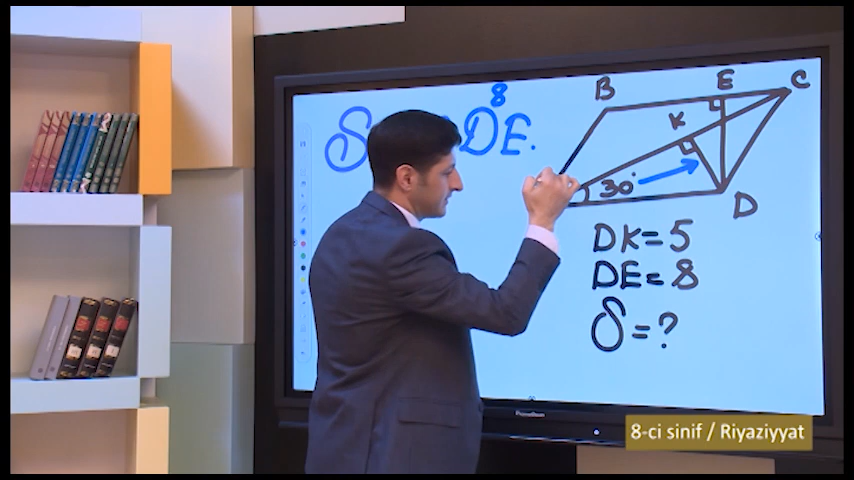 S DE.
8
B E C
K
30°
D
DK = 5
DE = 8
S = ?
8-ci sinif / Riyaziyyat